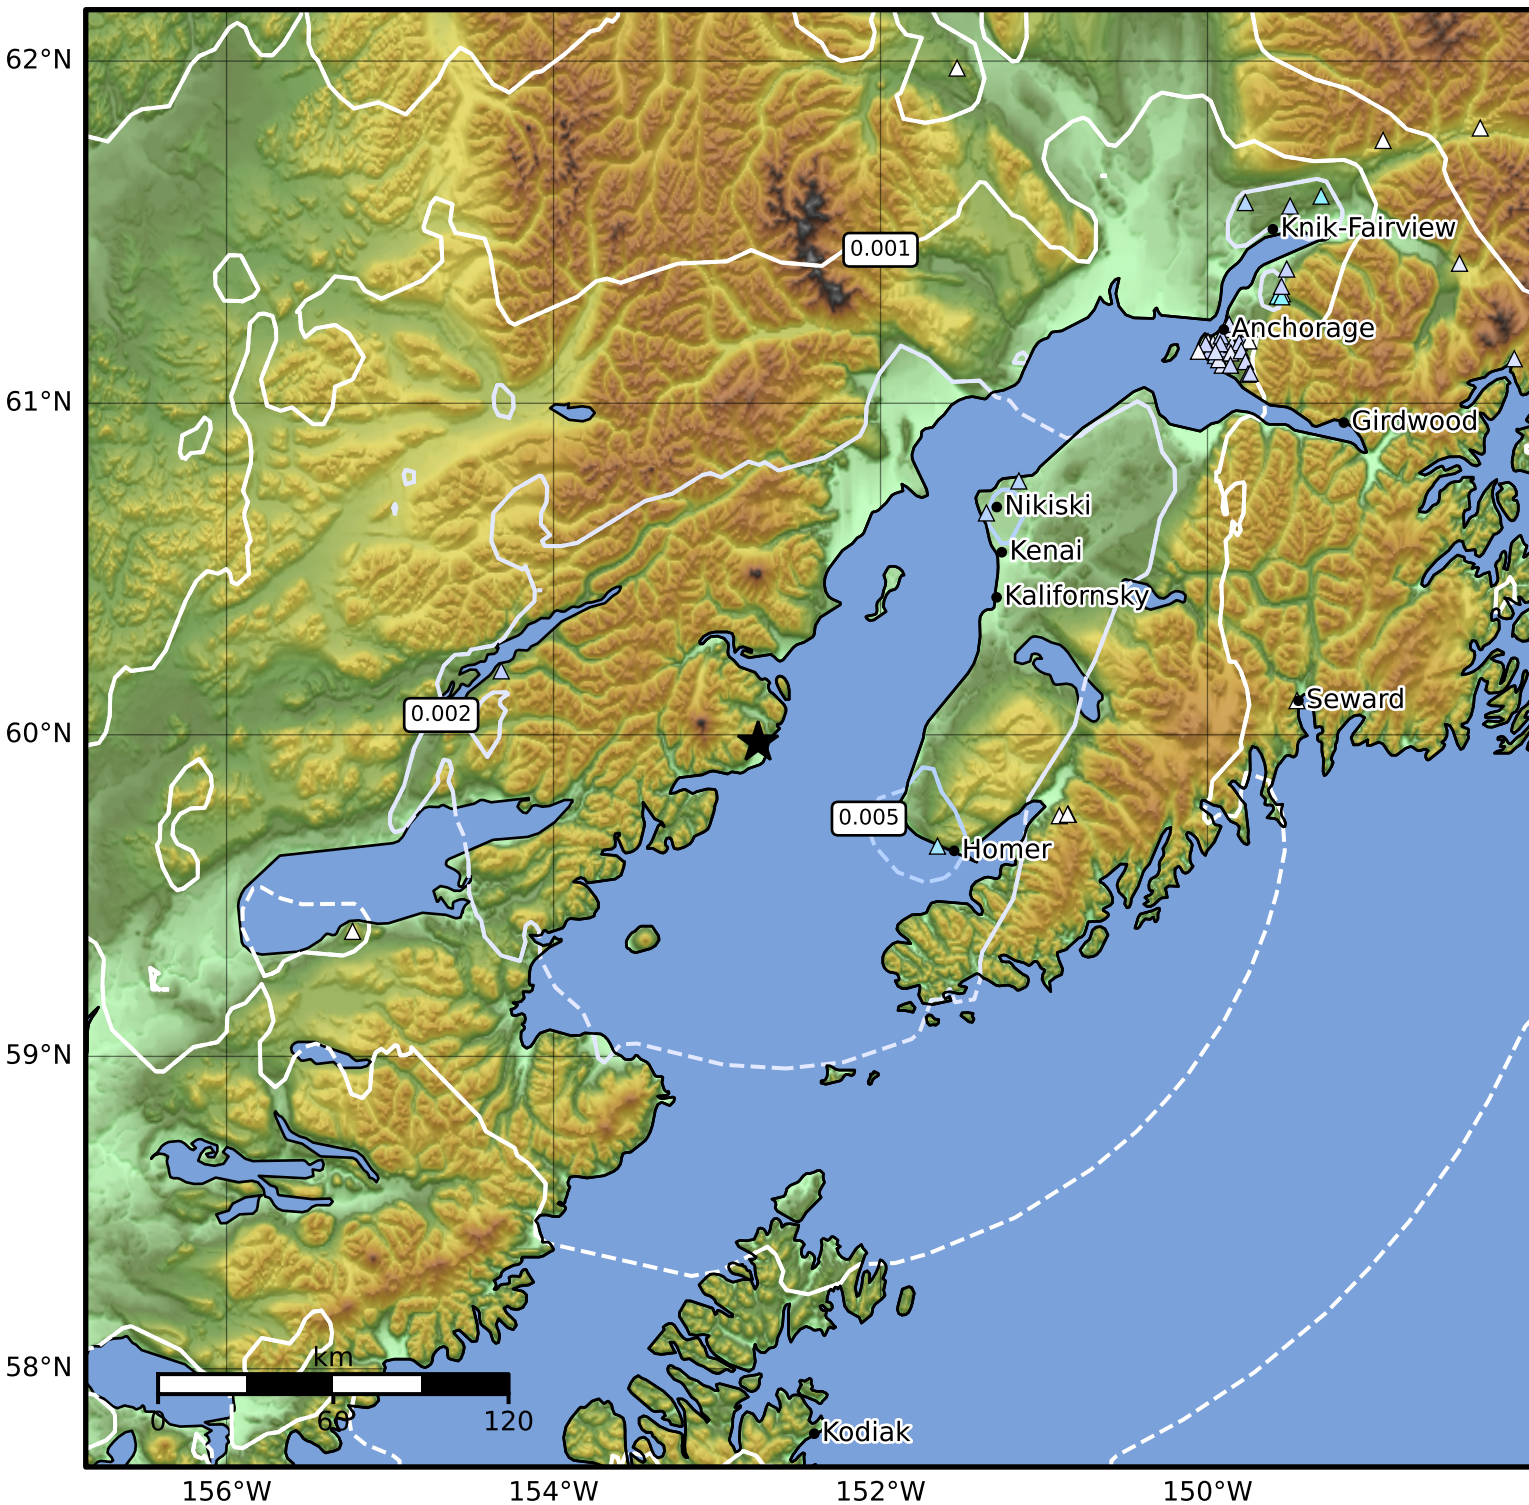 62°N
0.001
Knik-Fairview
Anchorage
61°N
Girdwood
Nikiski
Kenai
Kalifornsky
0.002
60°N
Seward
0.005
Homer
59°N
58°N
km
0 60 120
Kodiak
156°W 154°W 152°W 150°W